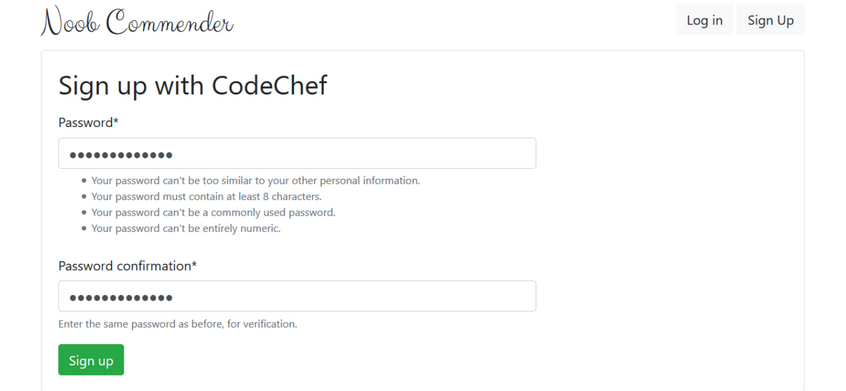 Noob Commender
Log in
Sign Up
Sign up with CodeChef
Password*
•••••••••••••
• Your password can't be too similar to your other personal information.
• Your password must contain at least 8 characters.
• Your password can't be a commonly used password.
• Your password can't be entirely numeric.
Password confirmation*
•••••••••••••
Enter the same password as before, for verification.
Sign up